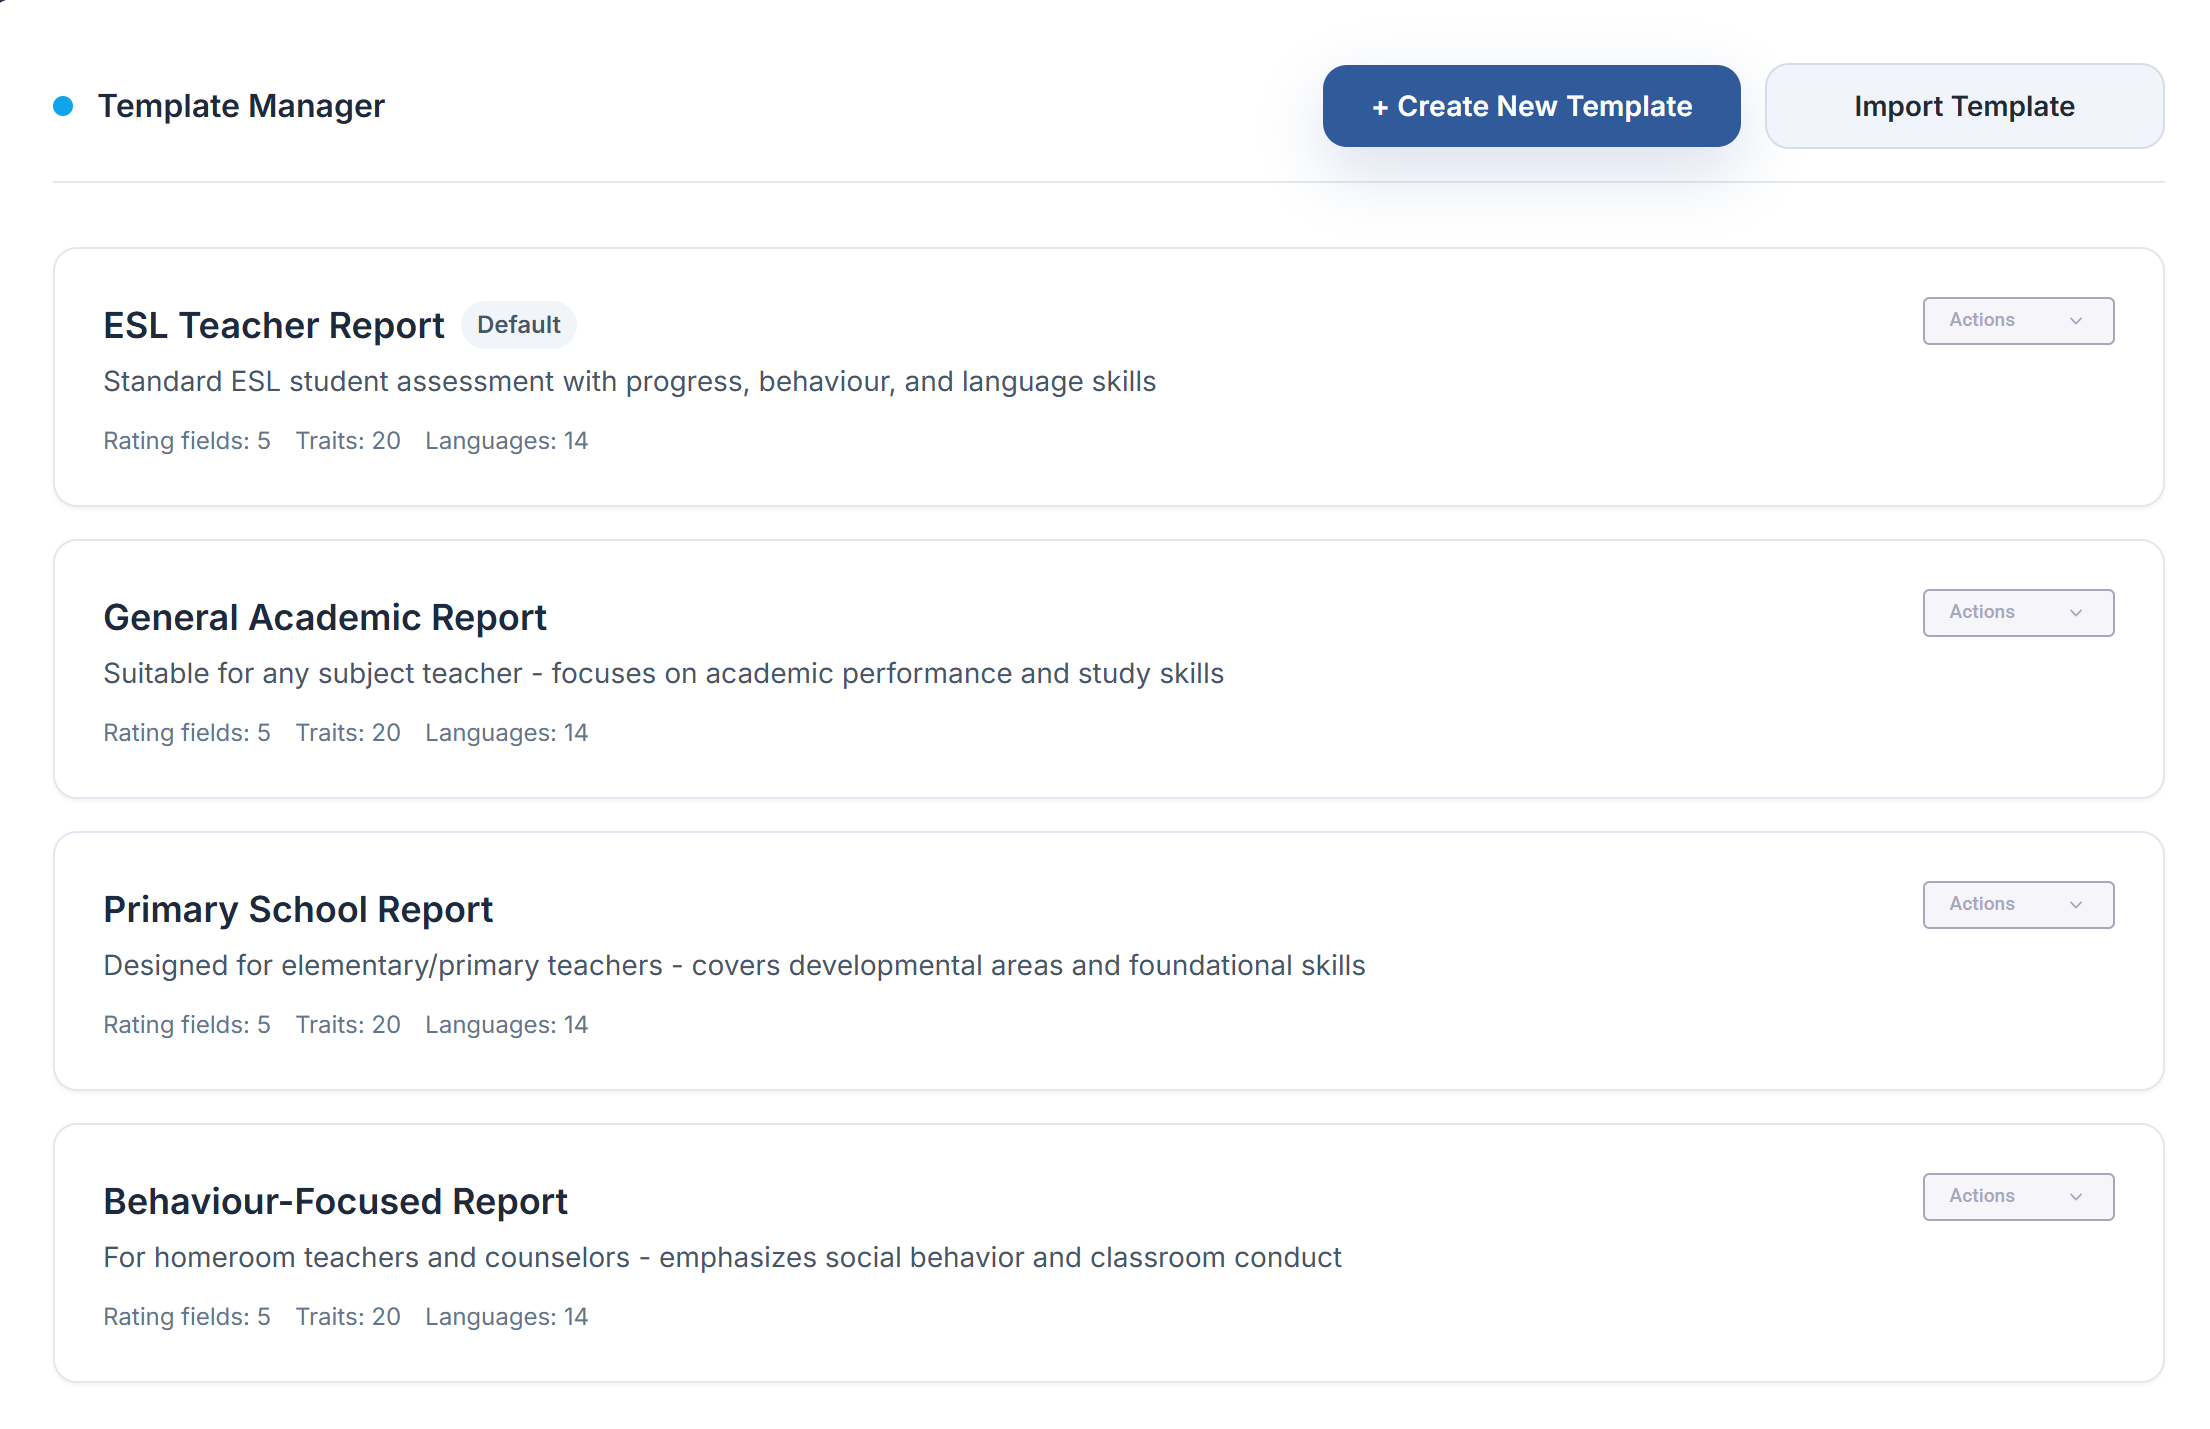 Template Manager
+ Create New Template
Import Template
ESL Teacher Report Default
Actions
Standard ESL student assessment with progress, behaviour, and language skills
Rating fields: 5 Traits: 20 Languages: 14
General Academic Report
Actions
Suitable for any subject teacher - focuses on academic performance and study skills
Rating fields: 5 Traits: 20 Languages: 14
Primary School Report
Actions
Designed for elementary/primary teachers - covers developmental areas and foundational skills
Rating fields: 5 Traits: 20 Languages: 14
Behaviour-Focused Report
Actions
For homeroom teachers and counselors - emphasizes social behavior and classroom conduct
Rating fields: 5 Traits: 20 Languages: 14